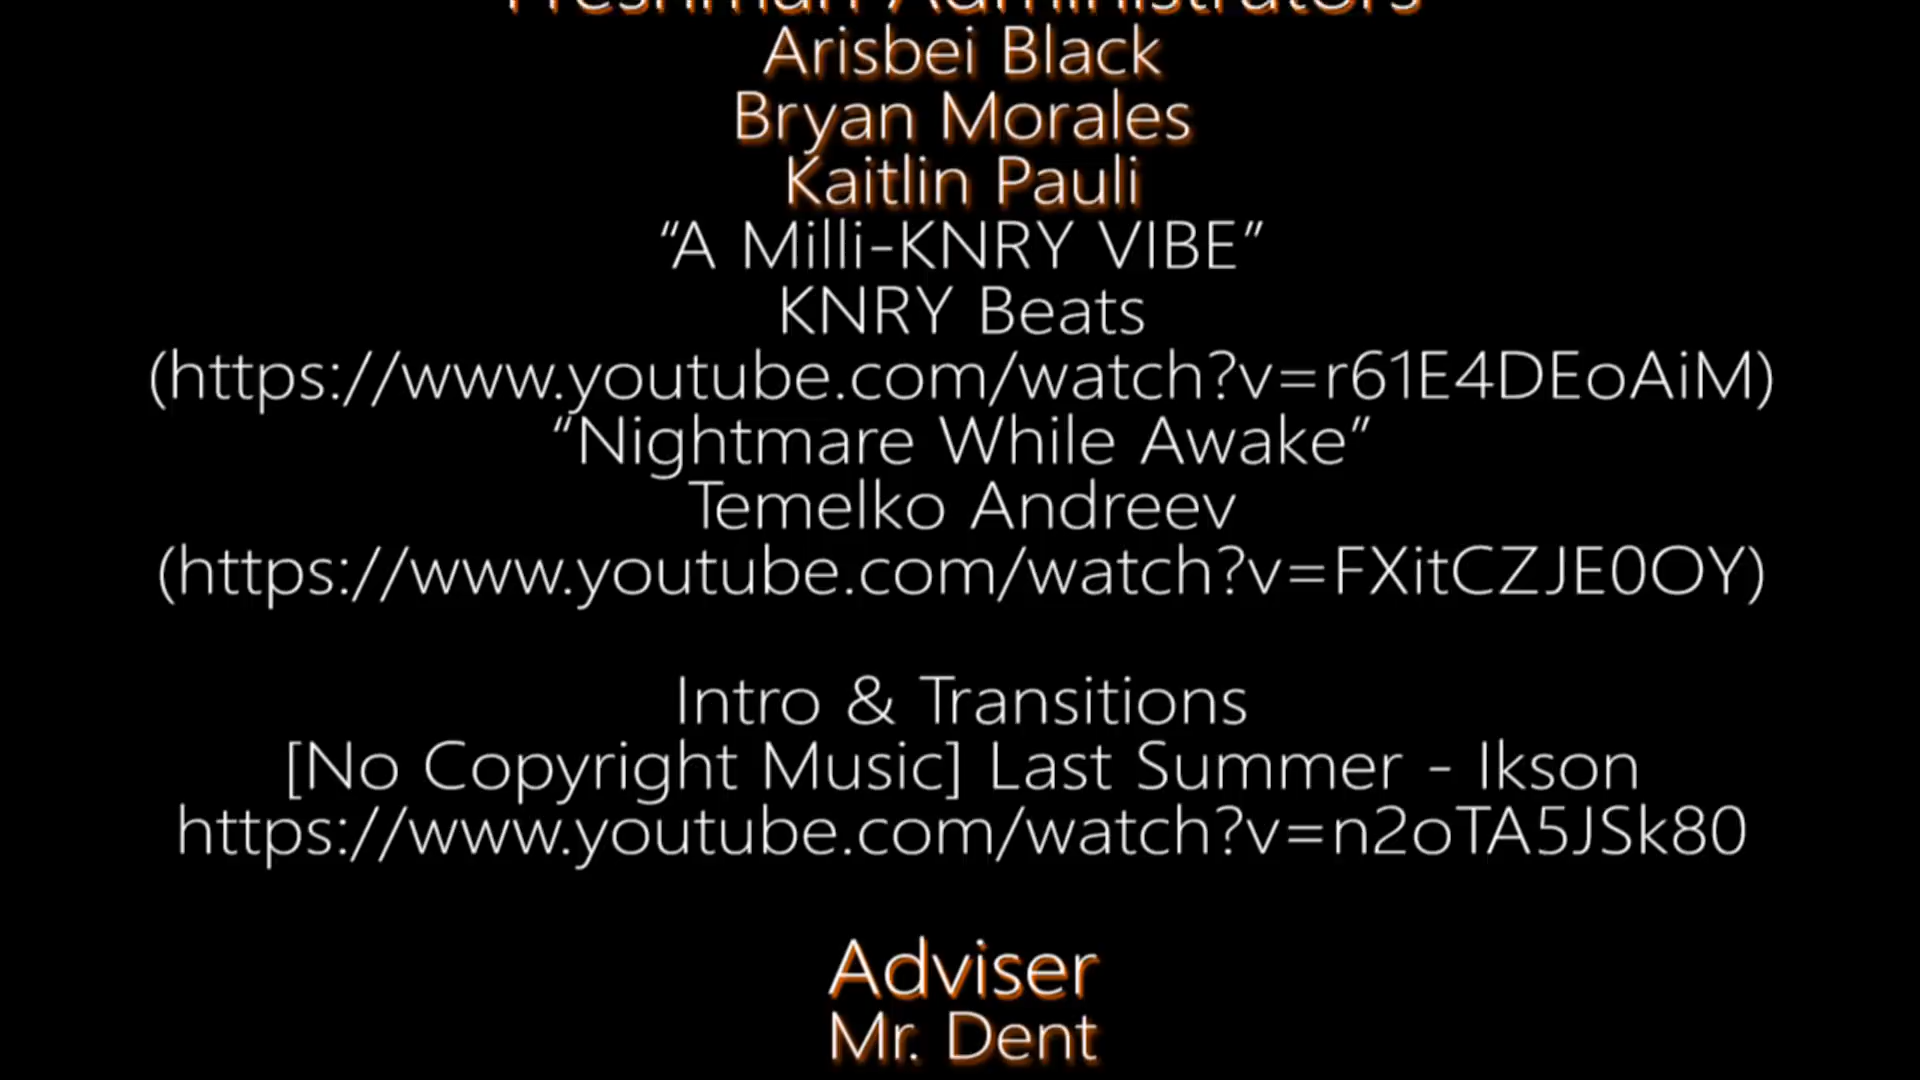 Freshman Administrators
Arisbei Black
Bryan Morales
Kaitlin Pauli
“A Milli-KNRY VIBE”
KNRY Beats
(https://www.youtube.com/watch?v=r61E4DEoAiM)
“Nightmare While Awake”
Temelko Andreev
(https://www.youtube.com/watch?v=FXitCZJE0OY)
Intro & Transitions
[No Copyright Music] Last Summer - Ikson
https://www.youtube.com/watch?v=n2oTA5JSk80
Adviser
Mr. Dent